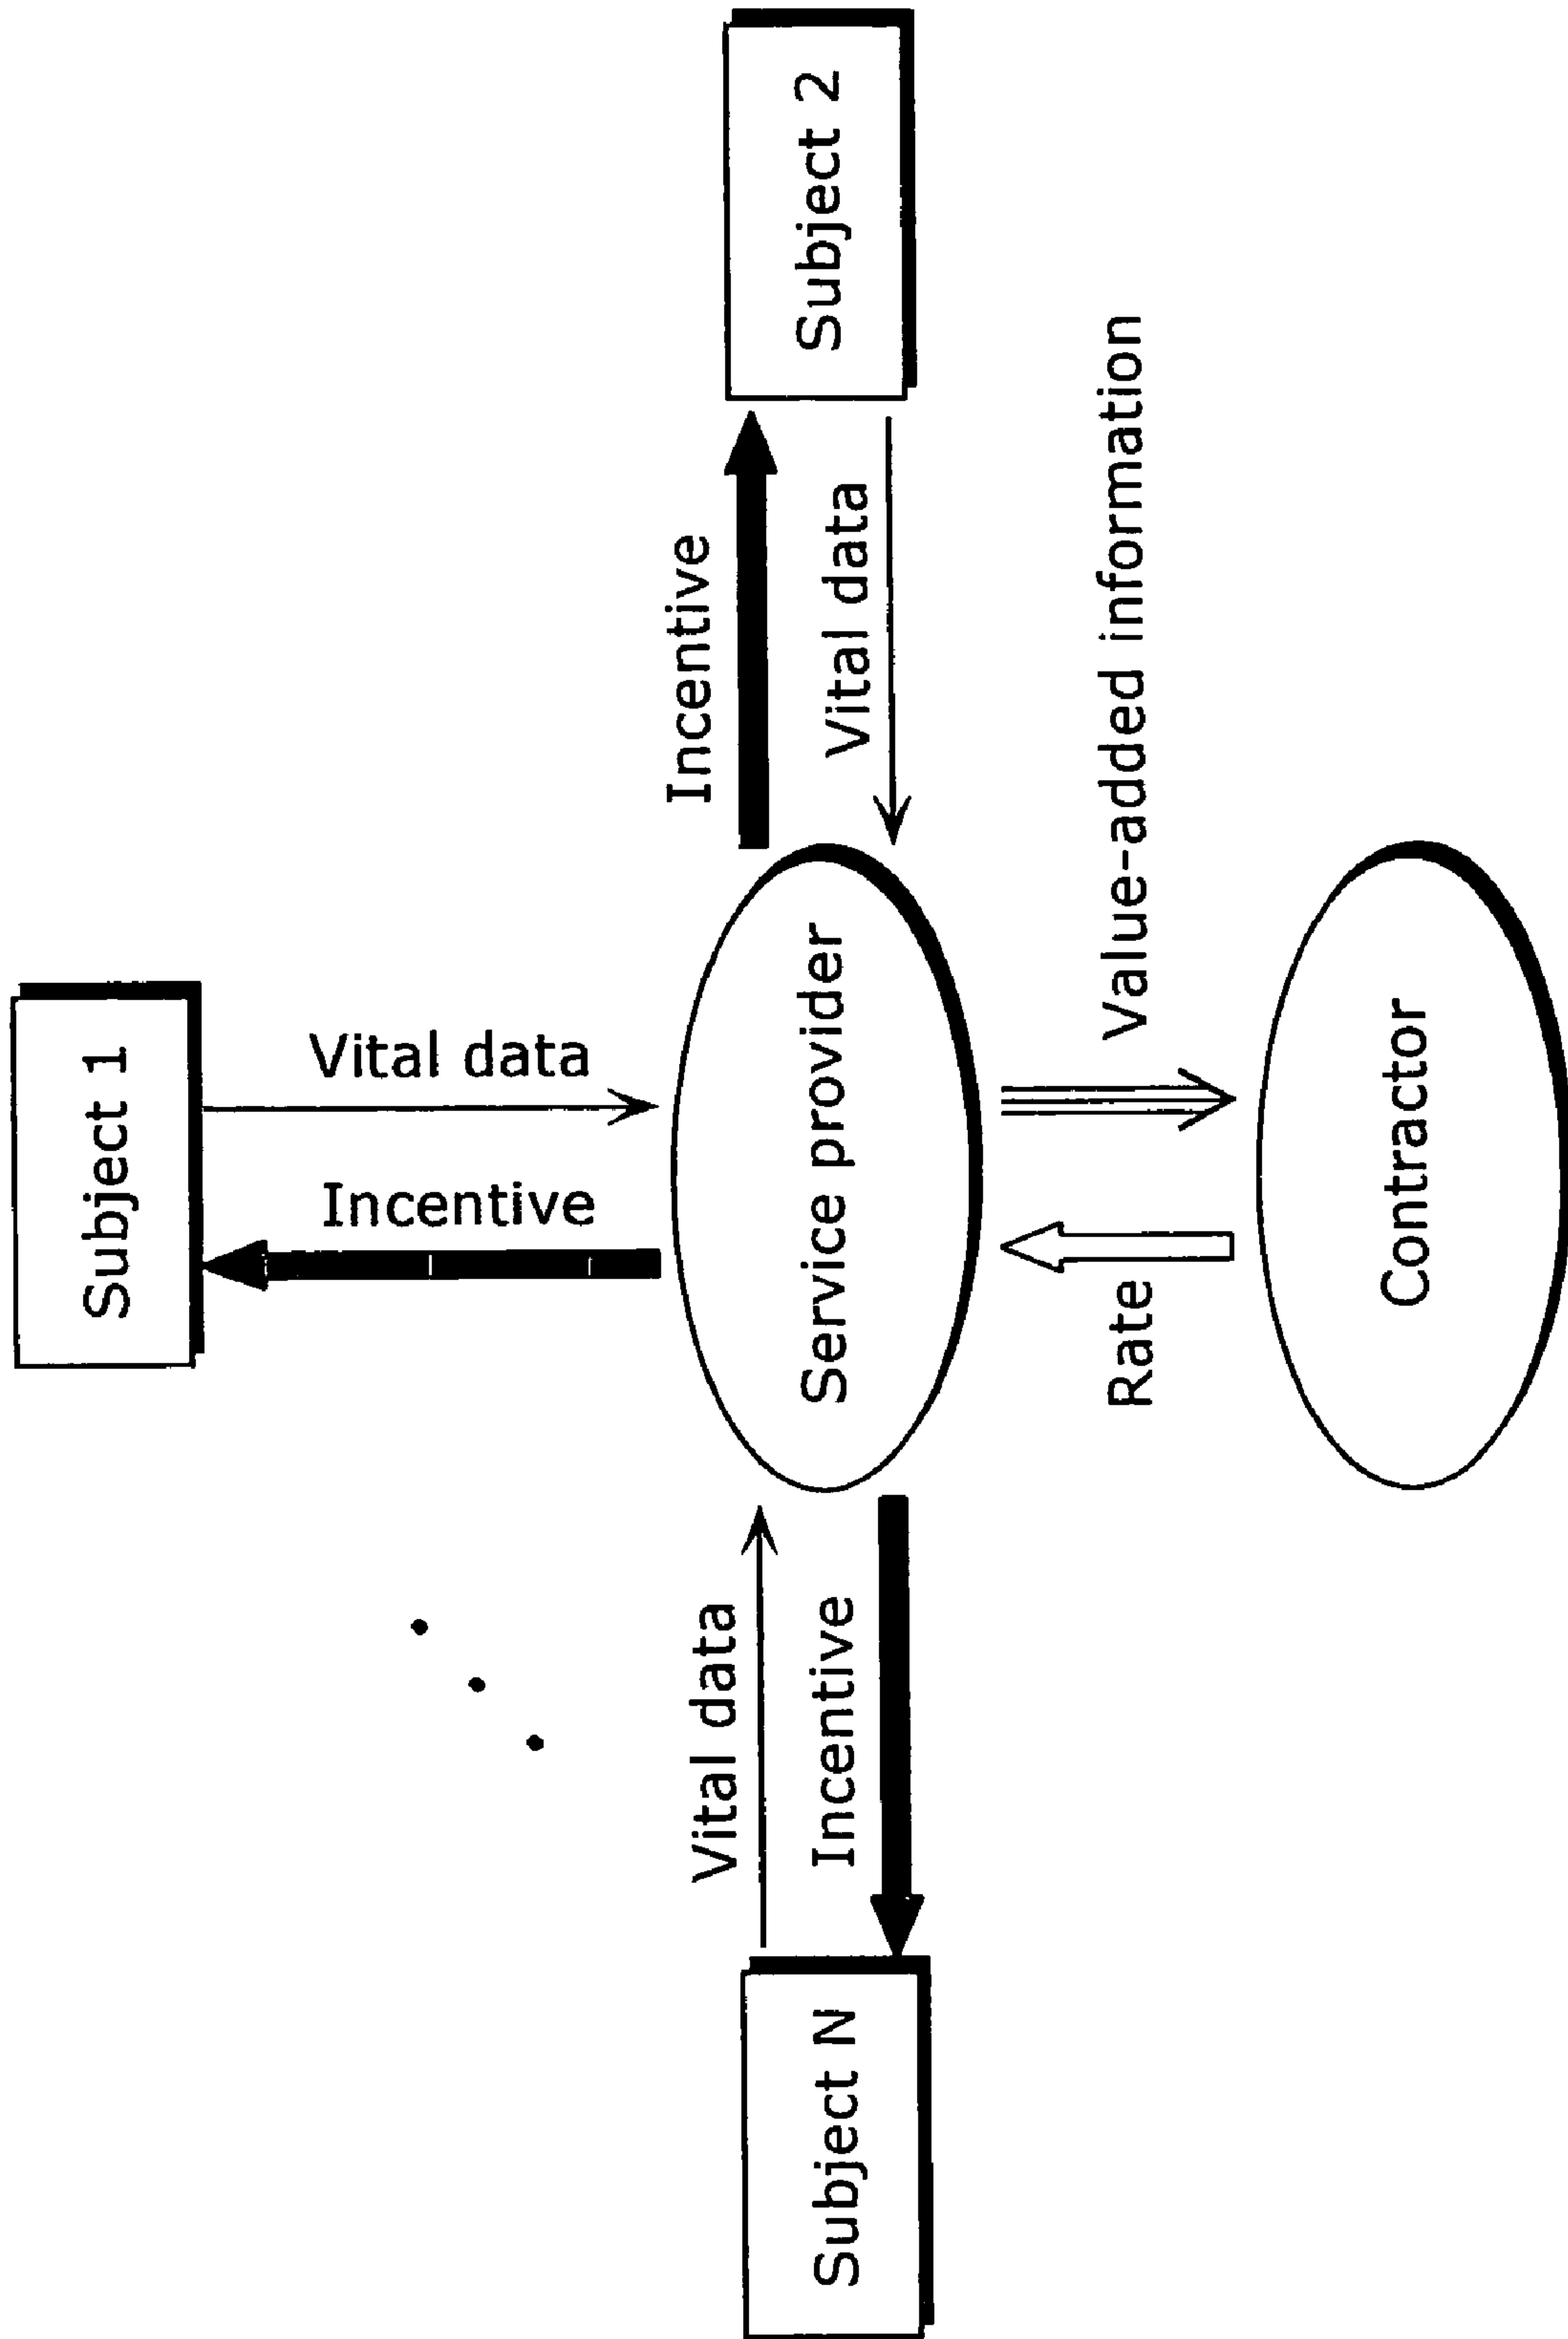 Subject 1
Vital data
Incentive
Subject 2
Incentive
Vital data
Service provider
Vital data
Incentive
Subject N
Value-added information
Rate
Contractor